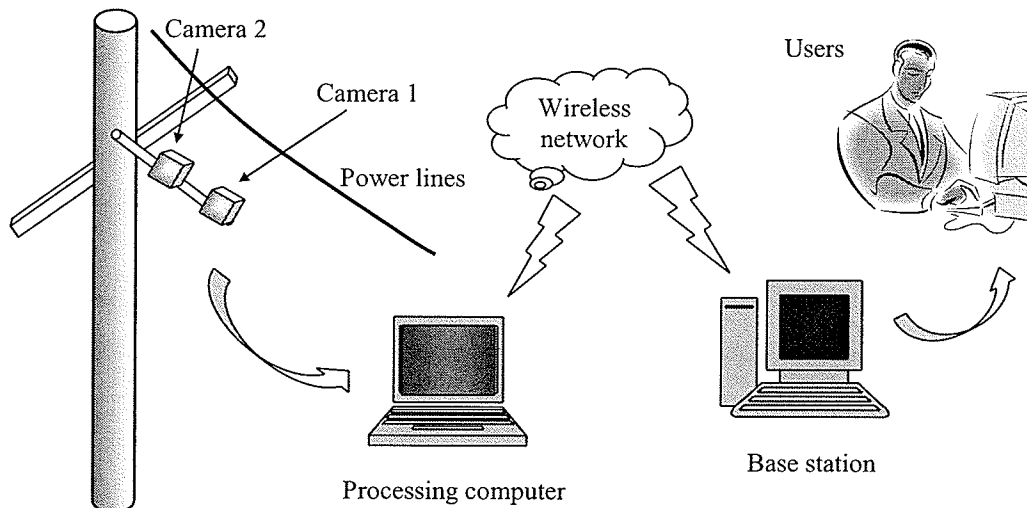 Camera 2
Camera 1
Power lines
Wireless
network
Users
Processing computer
Base station